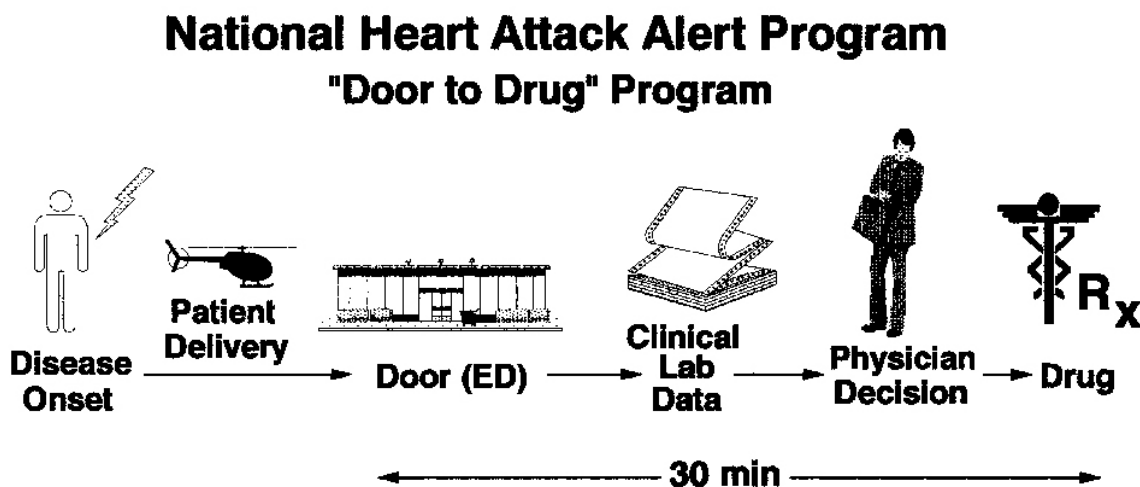 National Heart Attack Alert Program
"Door to Drug" Program
Patient
Delivery
Disease
Onset
Door (ED)
Clinical
Lab
Data
Physician
Decision
Rx
Drug
30 min